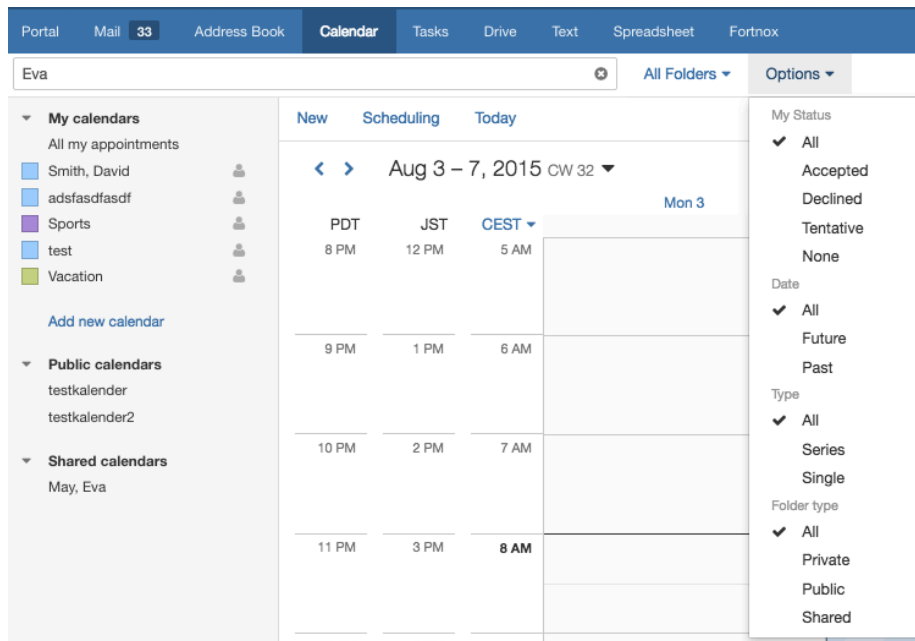 Portal Mail 33 Address Book Calendar Tasks Drive Text Spreadsheet Fortnox
Eva All Folders Options
My calendars
All my appointments
Smith, David
adsfasdfasdf
Sports
test
Vacation
Add new calendar
Public calendars
testkalender
testkalender2
Shared calendars
May, Eva
New Scheduling Today
Aug 3 – 7, 2015 CW 32
Mon 3
PDT JST CEST
8 PM 12 PM 5 AM
9 PM 1 PM 6 AM
10 PM 2 PM 7 AM
11 PM 3 PM 8 AM
My Status
All
Accepted
Declined
Tentative
None
Date
All
Future
Past
Type
All
Series
Single
Folder type
All
Private
Public
Shared